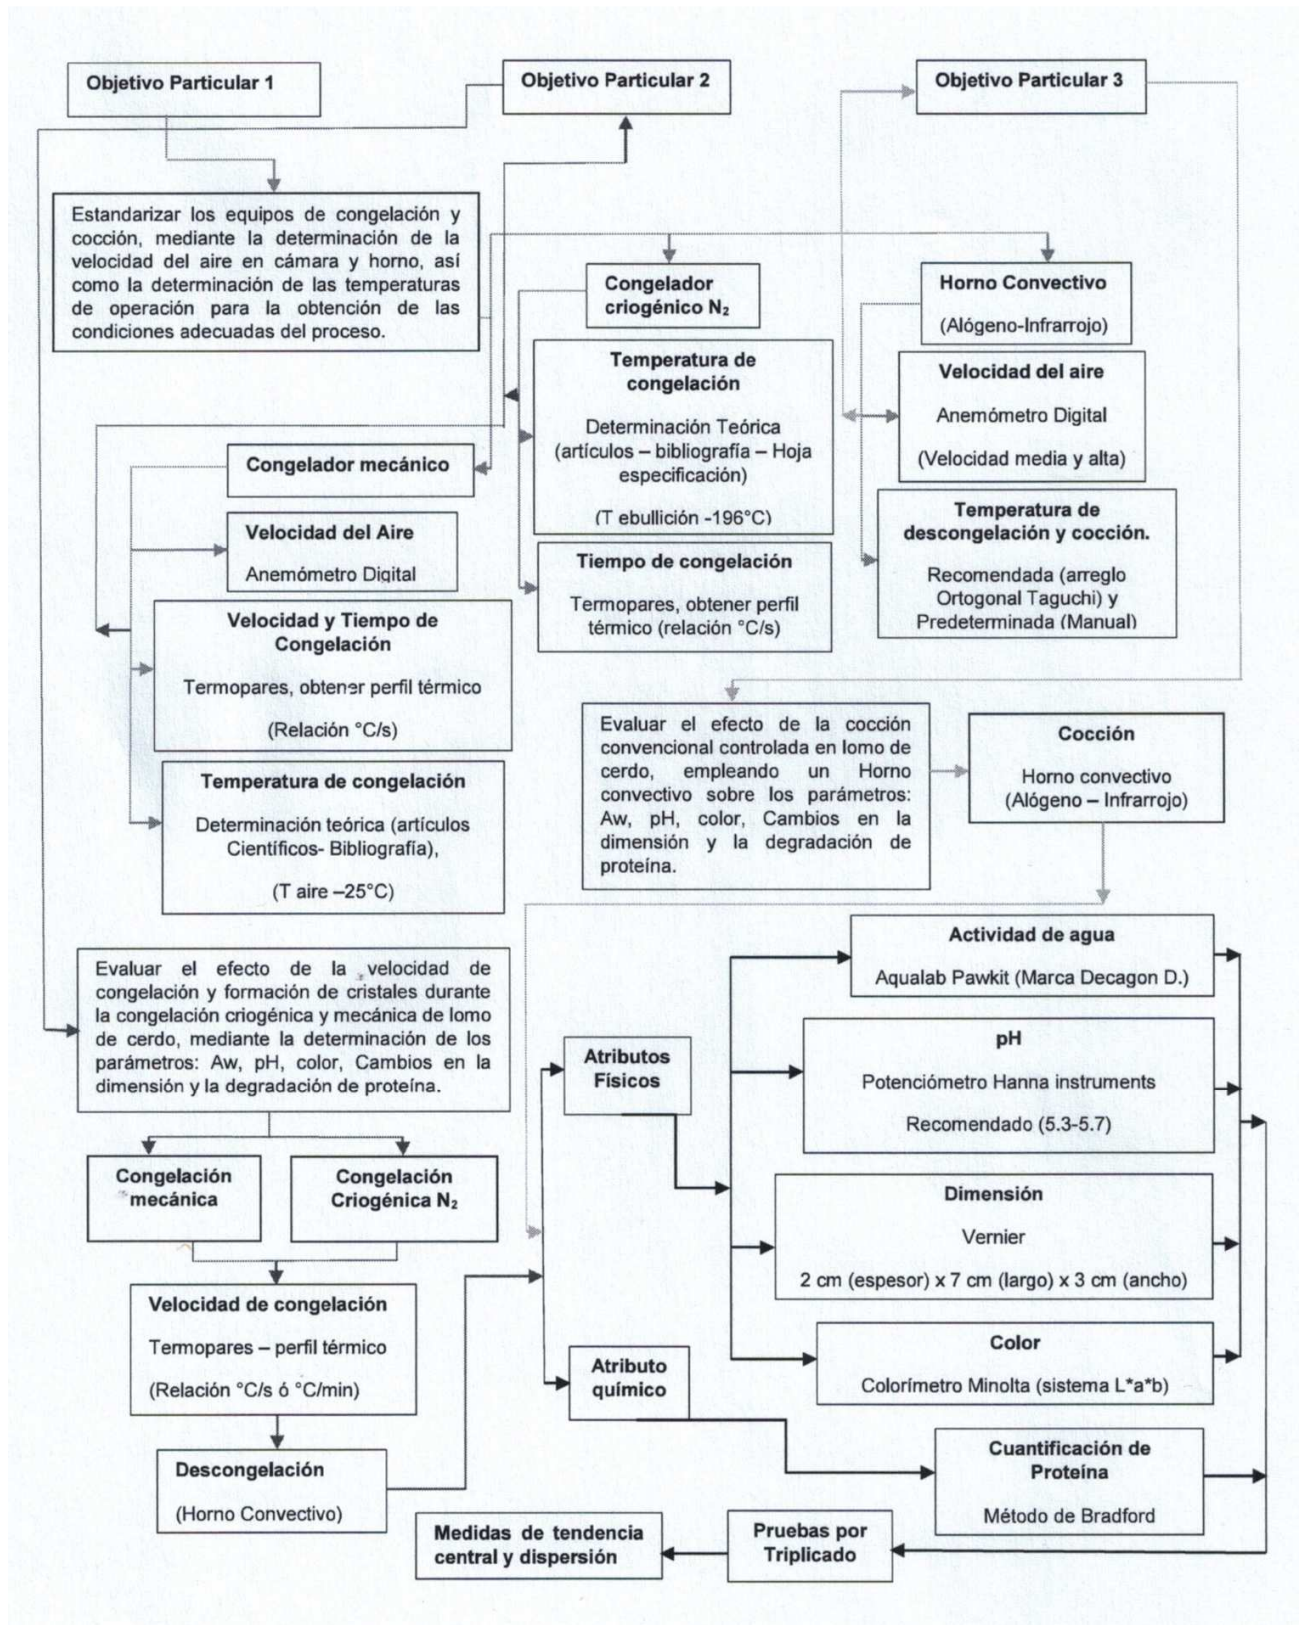 Objetivo Particular 1
Objetivo Particular 2
Objetivo Particular 3
Estandarizar los equipos de congelación y
cocción, mediante la determinación de la
velocidad del aire en cámara y horno, así
como la determinación de las temperaturas
de operación para la obtención de las
condiciones adecuadas del proceso.
Congelador
criogénico N₂
Horno Convectivo
(Alógeno-Infrarrojo)
Temperatura de
congelación
Determinación Teórica
(artículos – bibliografía – Hoja
especificación)
(T ebullición -196°C)
Velocidad del aire
Anemómetro Digital
(Velocidad media y alta)
Congelador mecánico
Velocidad del Aire
Anemómetro Digital
Temperatura de
descongelación y cocción.
Recomendada (arreglo
Ortogonal Taguchi) y
Predeterminada (Manual)
Tiempo de congelación
Termopares, obtener perfil
térmico (relación °C/s)
Velocidad y Tiempo de
Congelación
Termopares, obtener perfil térmico
(Relación °C/s)
Temperatura de congelación
Determinación teórica (artículos
Científicos- Bibliografía),
(T aire –25°C)
Evaluar el efecto de la cocción
convencional controlada en lomo de
cerdo, empleando un Horno
convectivo sobre los parámetros:
Aw, pH, color, Cambios en la
dimensión y la degradación de
proteína.
Cocción
Horno convectivo
(Alógeno – Infrarrojo)
Evaluar el efecto de la velocidad de
congelación y formación de cristales durante
la congelación criogénica y mecánica de lomo
de cerdo, mediante la determinación de los
parámetros: Aw, pH, color, Cambios en la
dimensión y la degradación de proteína.
Actividad de agua
Aqualab Pawkit (Marca Decagon D.)
Atributos
Físicos
pH
Potenciómetro Hanna instruments
Recomendado (5.3-5.7)
Congelación
mecánica
Congelación
Criogénica N₂
Dimensión
Vernier
2 cm (espesor) x 7 cm (largo) x 3 cm (ancho)
Velocidad de congelación
Termopares – perfil térmico
(Relación °C/s ó °C/min)
Color
Colorímetro Minolta (sistema L*a*b)
Atributo
químico
Descongelación
(Horno Convectivo)
Cuantificación de
Proteína
Método de Bradford
Medidas de tendencia
central y dispersión
Pruebas por
Triplicado